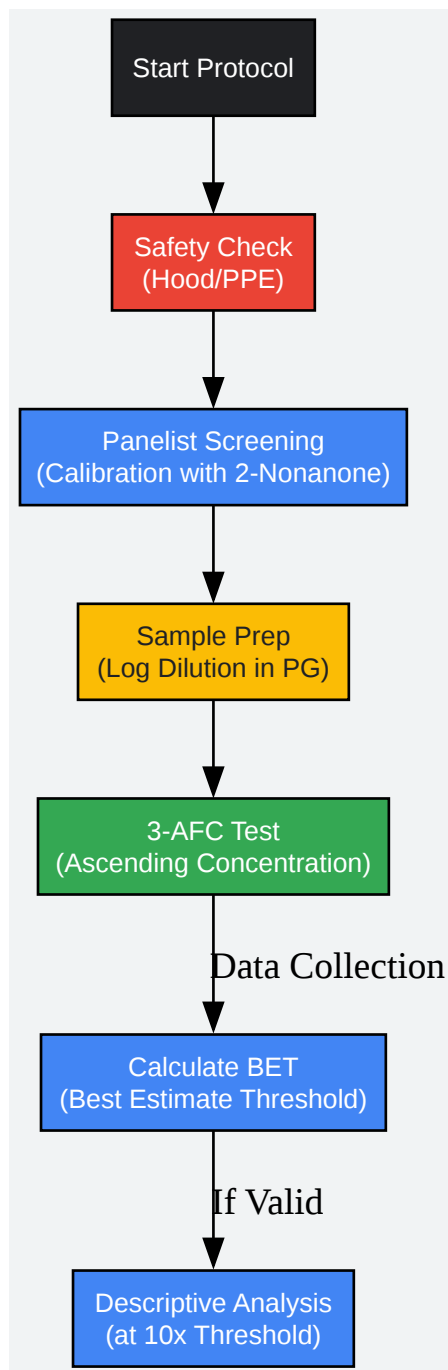 Start Protocol
Safety Check
(Hood/PPE)
Panelist Screening
(Calibration with 2-Nonanone)
Sample Prep
(Log Dilution in PG)
3-AFC Test
(Ascending Concentration)
Data Collection
Calculate BET
(Best Estimate Threshold)
If Valid
Descriptive Analysis
(at 10x Threshold)